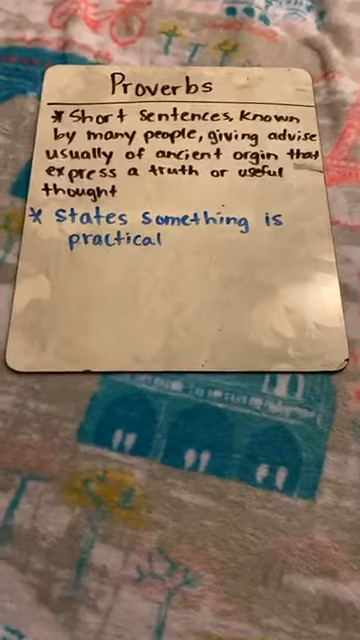 Proverbs
* Short sentences, known
by many people, giving advise
usually of ancient orgin that
express a truth or useful
thought
* States something is
practical